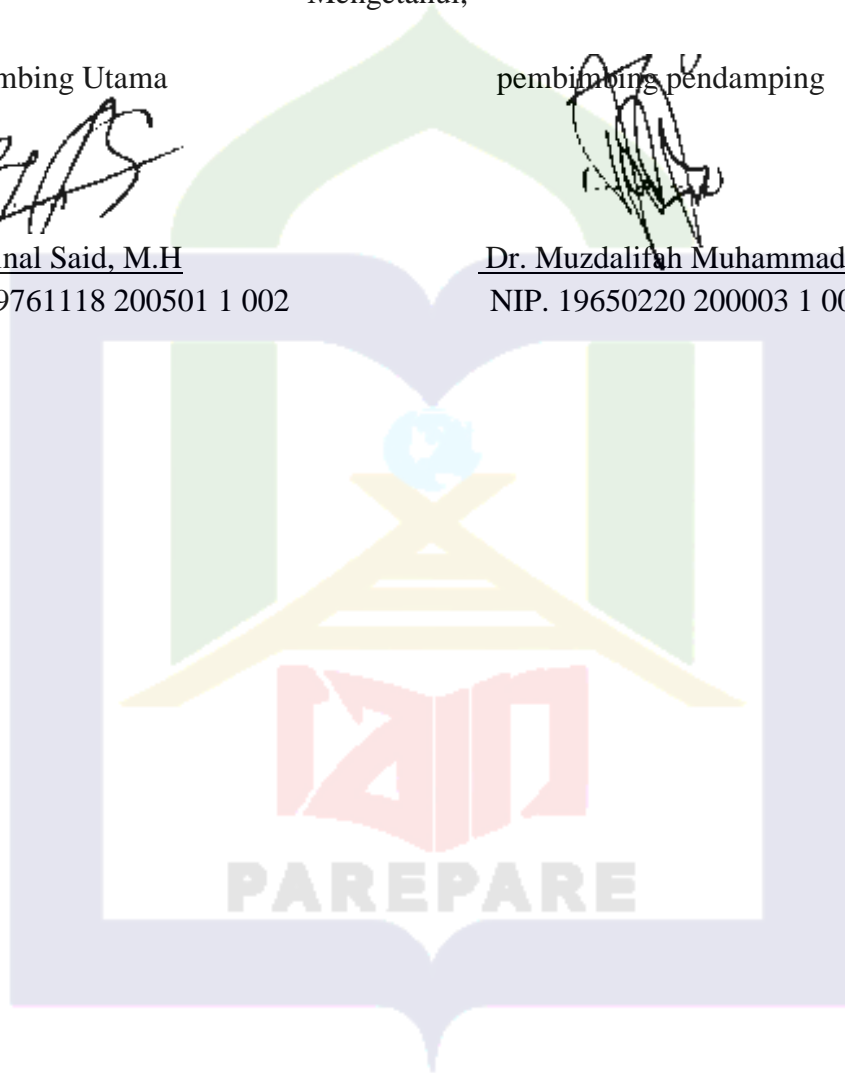 Mengetahui,
mbing Utama
pembimbing pendamping
nal Said, M.H
Dr. Muzdalifah Muhammad
9761118 200501 1 002
NIP. 19650220 200003 1 00
IAIN
PAREPARE